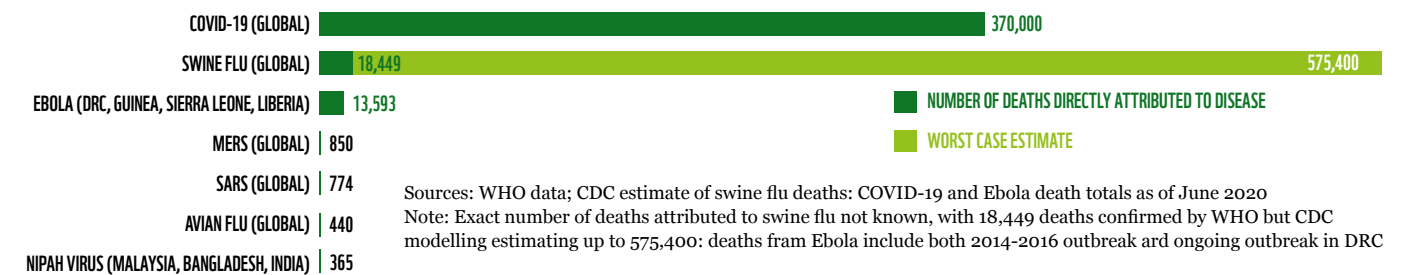 COVID-19 (GLOBAL) 370,000
SWINE FLU (GLOBAL) 18,449 575,400
EBOLA (DRC, GUINEA, SIERRA LEONE, LIBERIA) 13,593
NUMBER OF DEATHS DIRECTLY ATTRIBUTED TO DISEASE
MERS (GLOBAL) 850
WORST CASE ESTIMATE
SARS (GLOBAL) 774
AVIAN FLU (GLOBAL) 440
NIPAH VIRUS (MALAYSIA, BANGLADESH, INDIA) 365
Sources: WHO data; CDC estimate of swine flu deaths: COVID-19 and Ebola death totals as of June 2020
Note: Exact number of deaths attributed to swine flu not known, with 18,449 deaths confirmed by WHO but CDC
modelling estimating up to 575,400: deaths fram Ebola include both 2014-2016 outbreak ard ongoing outbreak in DRC